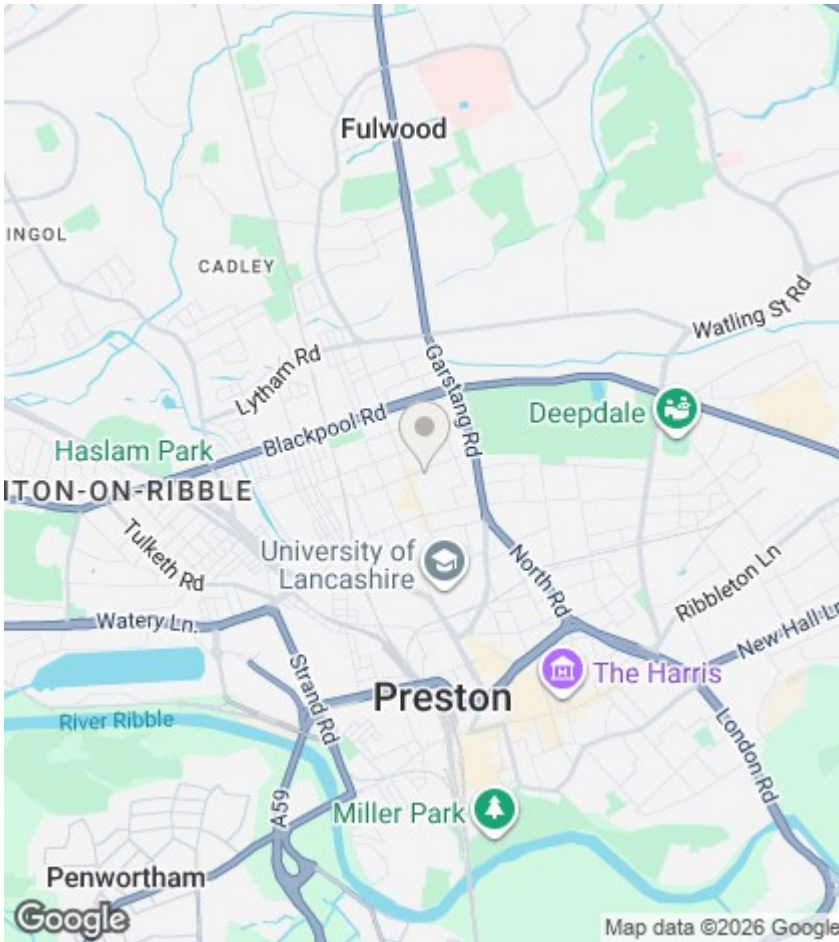 Fulwood
INGOL
CADLEY
Watling St Rd
Lytham Rd
Garstang Rd
Blackpool Rd
Deepdale
Haslam Park
TON-ON-RIBBLE
Tulketh Rd
University of
Lancashire
North Rd
Ribbleton Ln
Watery Ln.
New Hall Ln
Strand Rd
The Harris
Preston
River Ribble
London Rd
A59
Miller Park
Penwortham
Google
Map data ©2026 Google